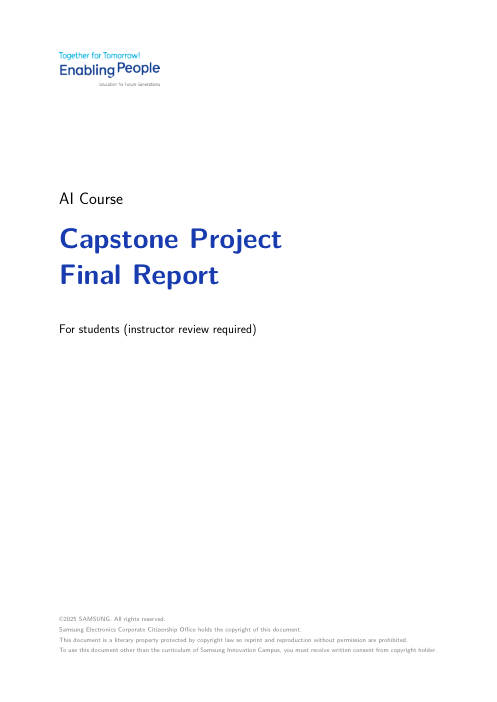 Together for Tomorrow!
Enabling People
Education for Future Generations
AI Course
Capstone Project
Final Report
For students (instructor review required)
©2025 SAMSUNG. All rights reserved.
Samsung Electronics Corporate Citizenship Office holds the copyright of this document.
This document is a literary property protected by copyright law so reprint and reproduction without permission are prohibited.
To use this document other than the curriculum of Samsung Innovation Campus, you must receive written consent from copyright holder.